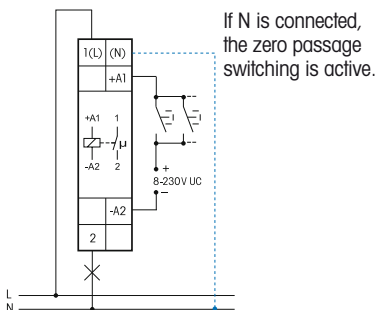 If N is connected,
the zero passage
switching is active.
1(L) (N)
+A1
+A1 1
µ
-A2 2
+
8-230V UC
–
-A2
2
L
N